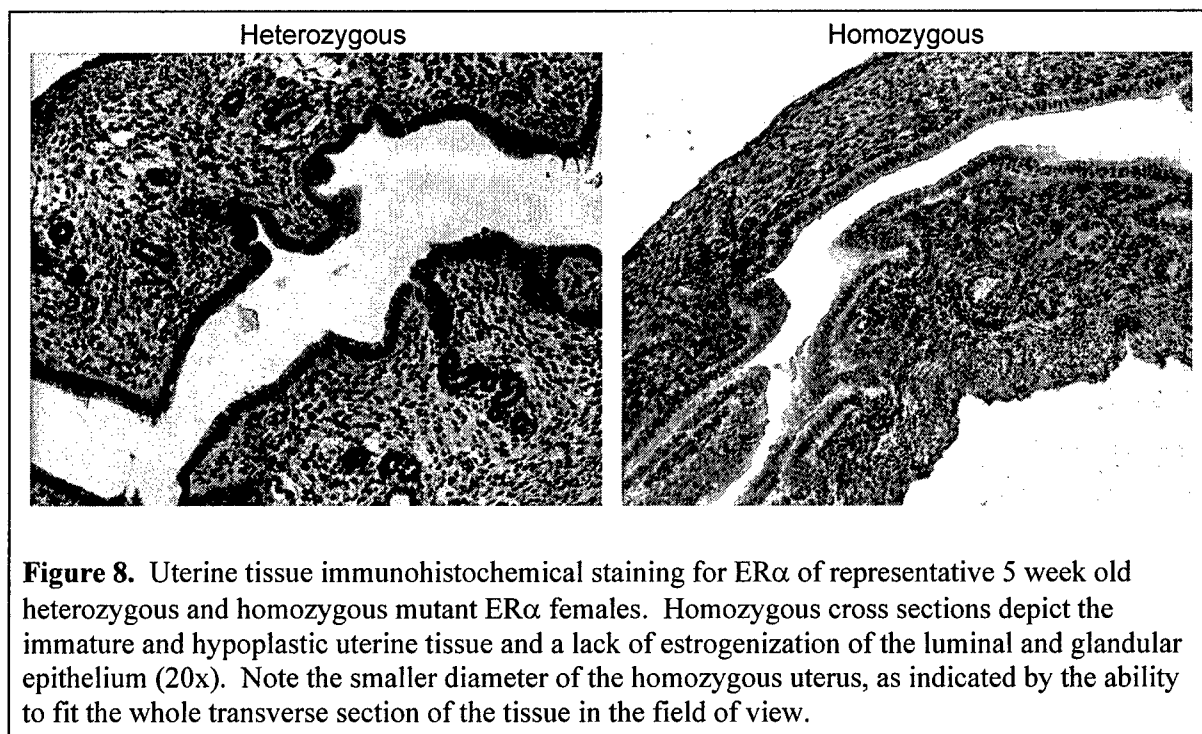 Heterozygous
Homozygous
Figure 8. Uterine tissue immunohistochemical staining for ERα of representative 5 week old
heterozygous and homozygous mutant ERα females. Homozygous cross sections depict the
immature and hypoplastic uterine tissue and a lack of estrogenization of the luminal and glandular
epithelium (20x). Note the smaller diameter of the homozygous uterus, as indicated by the ability
to fit the whole transverse section of the tissue in the field of view.